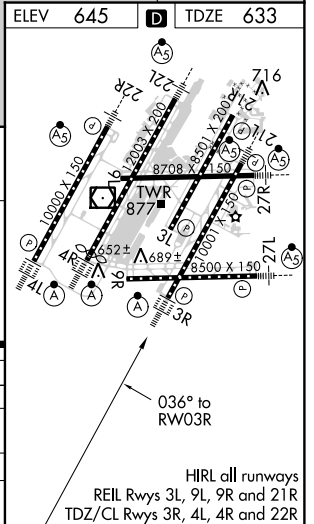 ELEV 645
D
TDZE 633
A5
22R
22L
716
21L
A5
P
A5
P
P
A5
10000 X 150
12003 X 200
8501 X 200
8708 X 150
TWR
877
27R
10001 X 150
3L
P
P
4R
652±
689±
27L
A5
9R
8500 X 150
4L
A
A
A
P
P
3R
036° to
RW03R
HIRL all runways
REIL Rwys 3L, 9L, 9R and 21R
TDZ/CL Rwys 3R, 4L, 4R and 22R